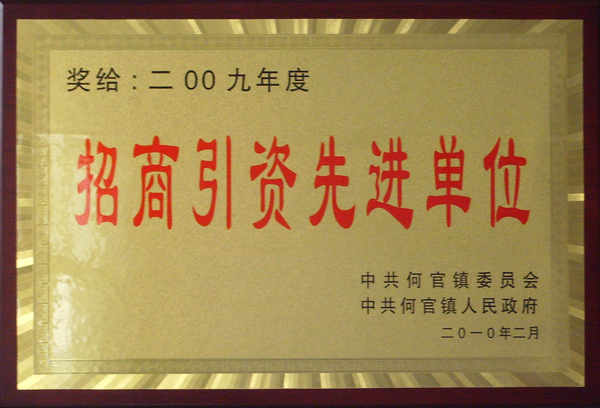 奖给：二00九年度
招商引资先进单位
中共何官镇委员会
中共何官镇人民政府
二0一0年二月